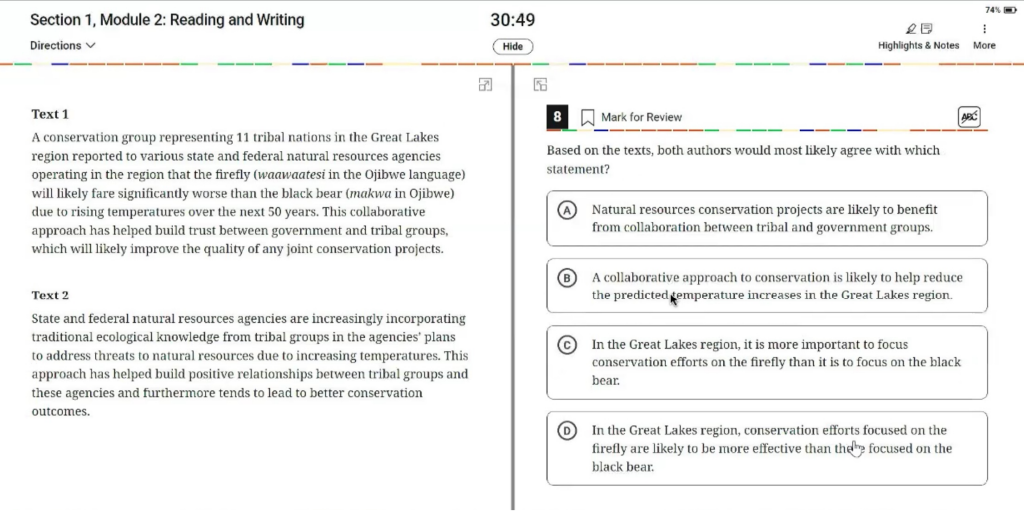 Section 1, Module 2: Reading and Writing
Directions
30:49
Hide
74%
Highlights & Notes
More
Text 1
A conservation group representing 11 tribal nations in the Great Lakes
region reported to various state and federal natural resources agencies
operating in the region that the firefly (waawaatesi in the Ojibwe language)
will likely fare significantly worse than the black bear (makwa in Ojibwe)
due to rising temperatures over the next 50 years. This collaborative
approach has helped build trust between government and tribal groups,
which will likely improve the quality of any joint conservation projects.
Text 2
State and federal natural resources agencies are increasingly incorporating
traditional ecological knowledge from tribal groups in the agencies' plans
to address threats to natural resources due to increasing temperatures. This
approach has helped build positive relationships between tribal groups and
these agencies and furthermore tends to lead to better conservation
outcomes.
8
Mark for Review
ABC
Based on the texts, both authors would most likely agree with which
statement?
A
Natural resources conservation projects are likely to benefit
from collaboration between tribal and government groups.
B
A collaborative approach to conservation is likely to help reduce
the predicted temperature increases in the Great Lakes region.
C
In the Great Lakes region, it is more important to focus
conservation efforts on the firefly than it is to focus on the black
bear.
D
In the Great Lakes region, conservation efforts focused on the
firefly are likely to be more effective than focused on the
black bear.